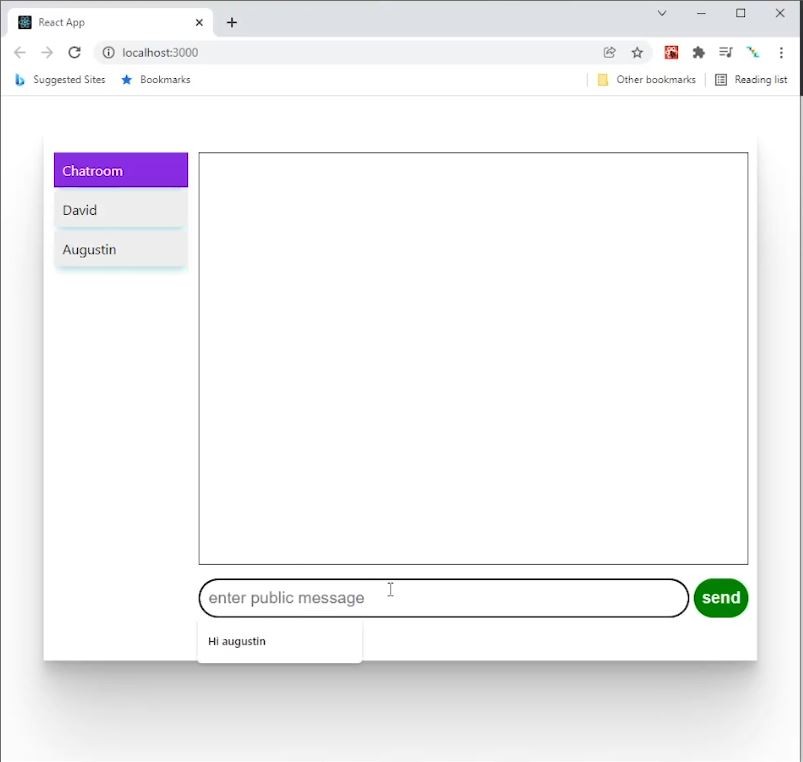 React App
localhost:3000
Suggested Sites Bookmarks Other bookmarks Reading list
Chatroom
David
Augustin
enter public message send
Hi augustin